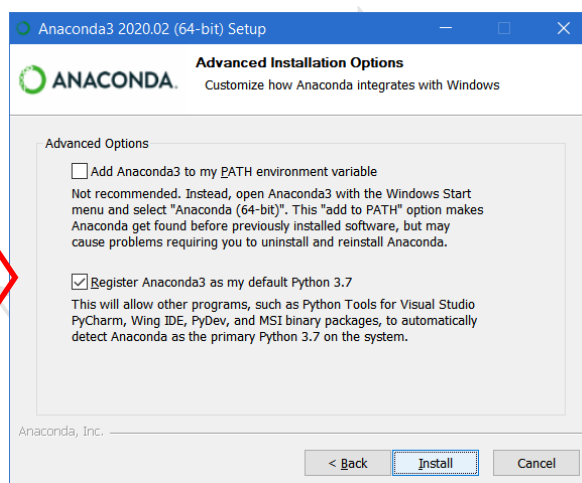 Anaconda3 2020.02 (64-bit) Setup
ANACONDA.
Advanced Installation Options
Customize how Anaconda integrates with Windows
Advanced Options
Add Anaconda3 to my PATH environment variable
Not recommended. Instead, open Anaconda3 with the Windows Start
menu and select "Anaconda (64-bit)". This "add to PATH" option makes
Anaconda get found before previously installed software, but may
cause problems requiring you to uninstall and reinstall Anaconda.
Register Anaconda3 as my default Python 3.7
This will allow other programs, such as Python Tools for Visual Studio
PyCharm, Wing IDE, PyDev, and MSI binary packages, to automatically
detect Anaconda as the primary Python 3.7 on the system.
Anaconda, Inc.
< Back
Install
Cancel